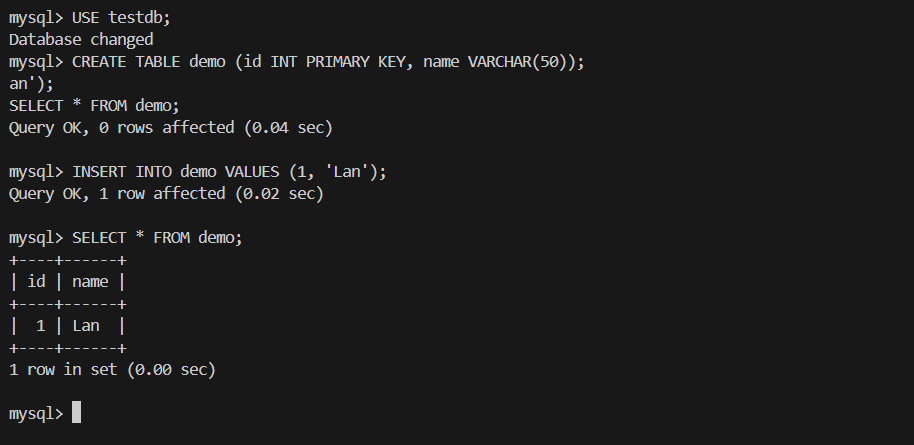 mysql> USE testdb;
Database changed
mysql> CREATE TABLE demo (id INT PRIMARY KEY, name VARCHAR(50));
an');
SELECT * FROM demo;
Query OK, 0 rows affected (0.04 sec)

mysql> INSERT INTO demo VALUES (1, 'Lan');
Query OK, 1 row affected (0.02 sec)

mysql> SELECT * FROM demo;
+----+------+
| id | name |
+----+------+
|  1 | Lan  |
+----+------+
1 row in set (0.00 sec)

mysql>